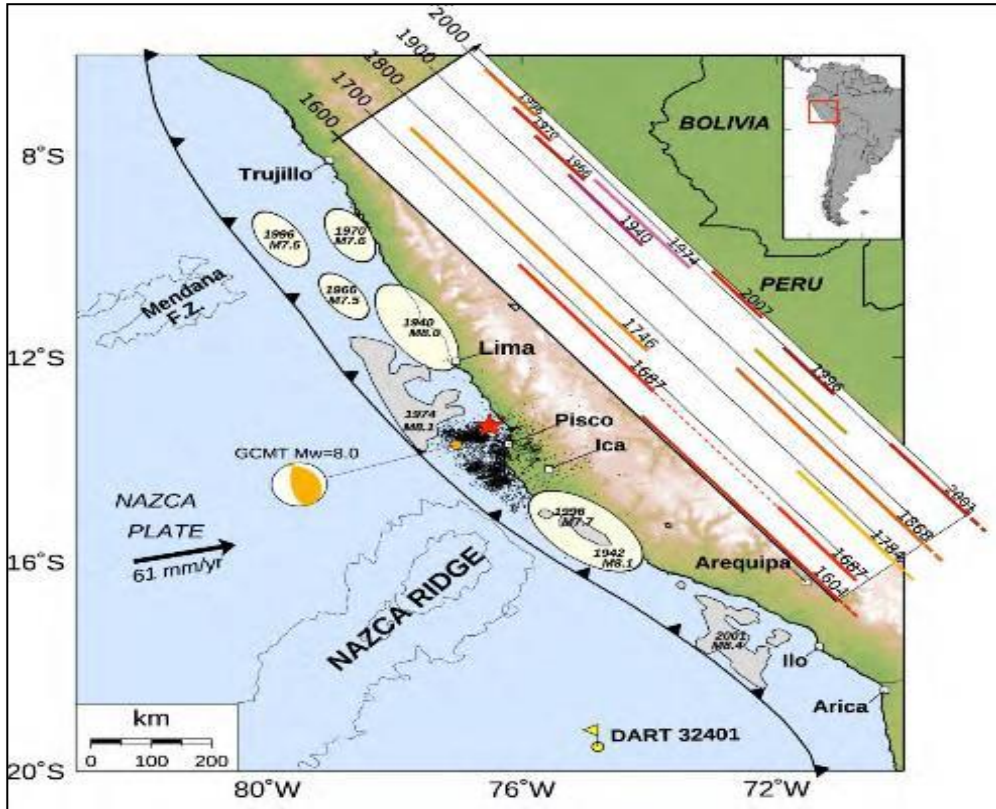 2000
1900
1800
1700
1600
BOLIVIA
PERU
8°S
12°S
16°S
20°S
Trujillo
1996
M7.5
1970
M7.6
1966
M7.5
1940
M8.0
Mendana
F.Z.
Lima
1974
M8.1
Pisco
Ica
GCMT Mw=8.0
NAZCA
PLATE
61 mm/yr
NAZCA RIDGE
1996
M7.7
1942
M8.1
Arequipa
2001
M8.4
Ilo
Arica
DART 32401
km
0 100 200
80°W
76°W
72°W
1996
1970
1966
1940
1974
2007
1746
1687
1996
2001
1868
1784
1687
1604